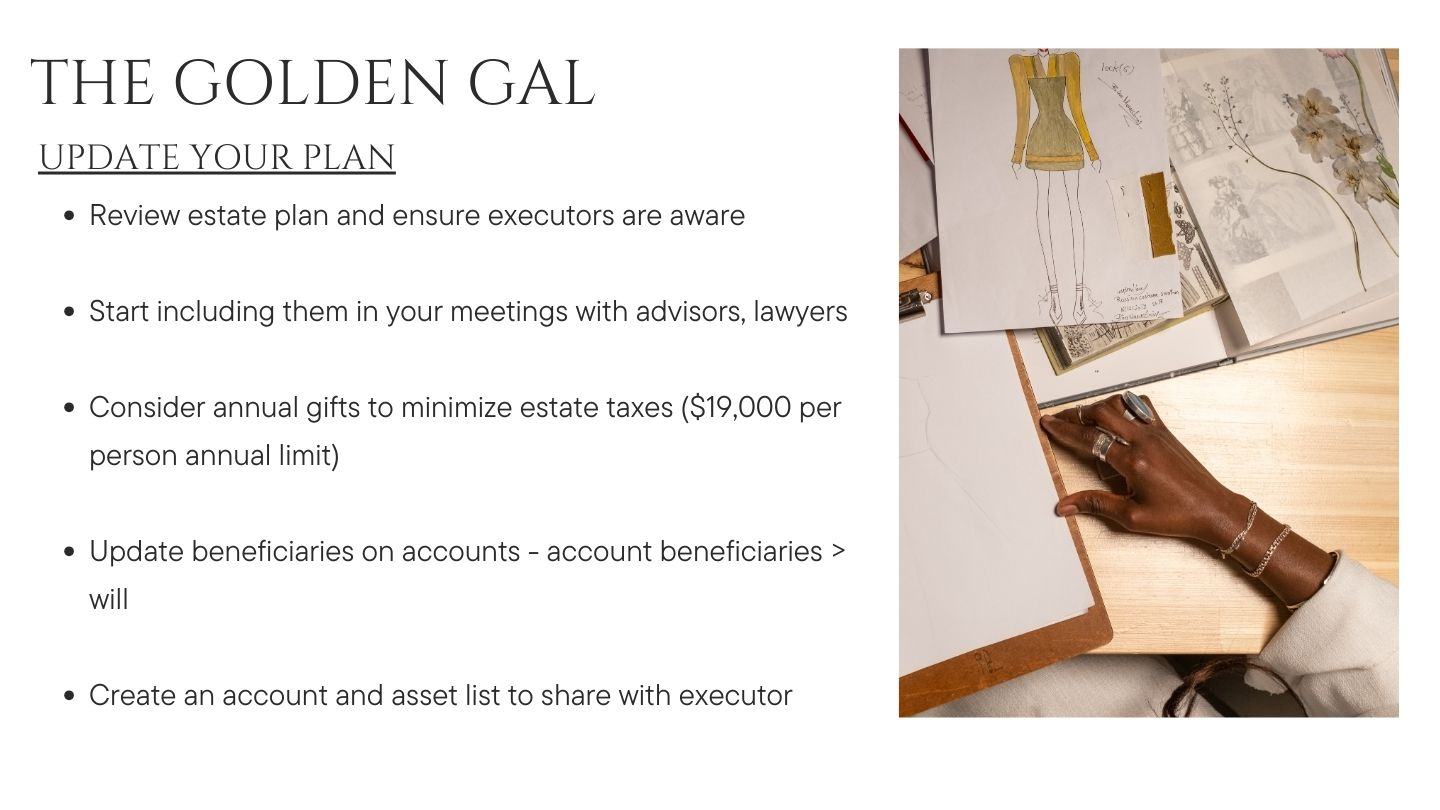 THE GOLDEN GAL
UPDATE YOUR PLAN
• Review estate plan and ensure executors are aware
• Start including them in your meetings with advisors, lawyers
• Consider annual gifts to minimize estate taxes ($19,000 per
person annual limit)
• Update beneficiaries on accounts - account beneficiaries >
will
• Create an account and asset list to share with executor